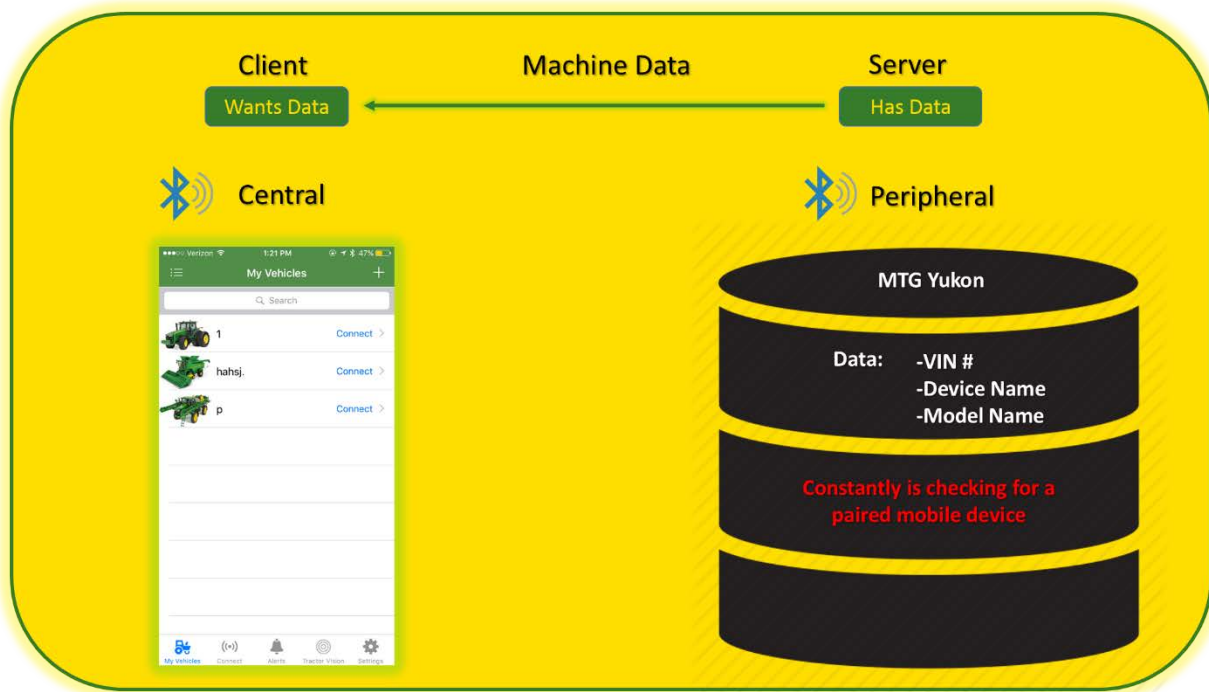 Client
Machine Data
Server
Wants Data
Has Data
Central
Peripheral
Verizon
1:21 PM
47%
My Vehicles
+
Search
1
Connect >
hahsj.
Connect >
p
Connect >
My Vehicles
Connect
Alerts
Tractor Vision
Settings
MTG Yukon
Data: -VIN #
-Device Name
-Model Name
Constantly is checking for a
paired mobile device